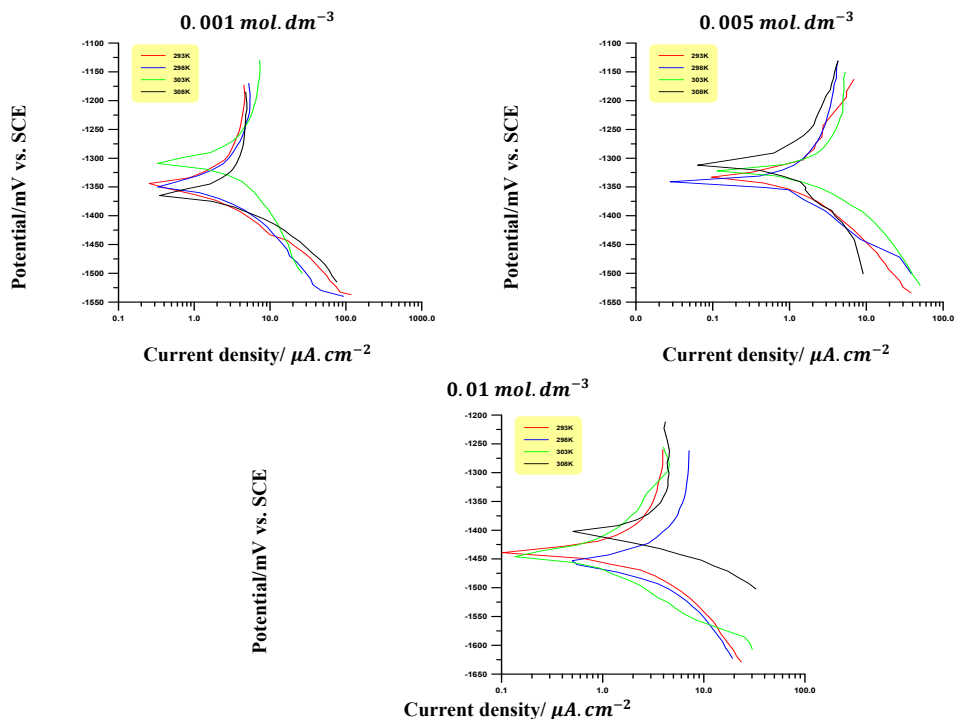 0.001 mol.dm⁻³
-1100
-1150
-1200
-1250
-1300
-1350
-1400
-1450
-1500
-1550
293K
298K
303K
308K
0.1
1.0
10.0
100.0
1000.0
Potential/mV vs. SCE
Current density/ μA.cm⁻²
0.005 mol.dm⁻³
-1100
-1150
-1200
-1250
-1300
-1350
-1400
-1450
-1500
-1550
293K
298K
303K
308K
0.0
0.1
1.0
10.0
100.0
Potential/mV vs. SCE
Current density/ μA.cm⁻²
0.01 mol.dm⁻³
-1200
-1250
-1300
-1350
-1400
-1450
-1500
-1550
-1600
-1650
293K
298K
303K
308K
0.1
1.0
10.0
100.0
Potential/mV vs. SCE
Current density/ μA.cm⁻²